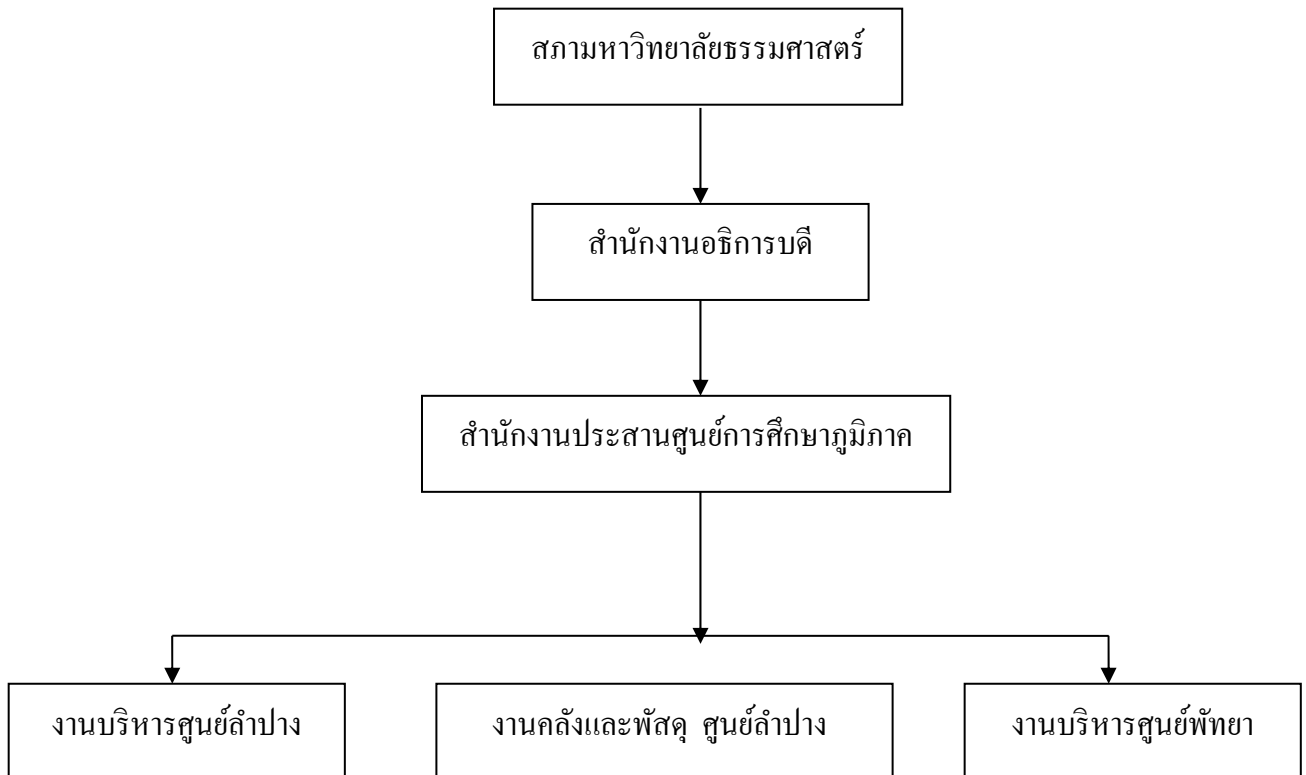 สภามหาวิทยาลัยธรรมศาสตร์
สำนักงานอธิการบดี
สำนักงานประสานศูนย์การศึกษาภูมิภาค
งานบริหารศูนย์ลำปาง
งานคลังและพัสดุ ศูนย์ลำปาง
งานบริหารศูนย์พัทยา